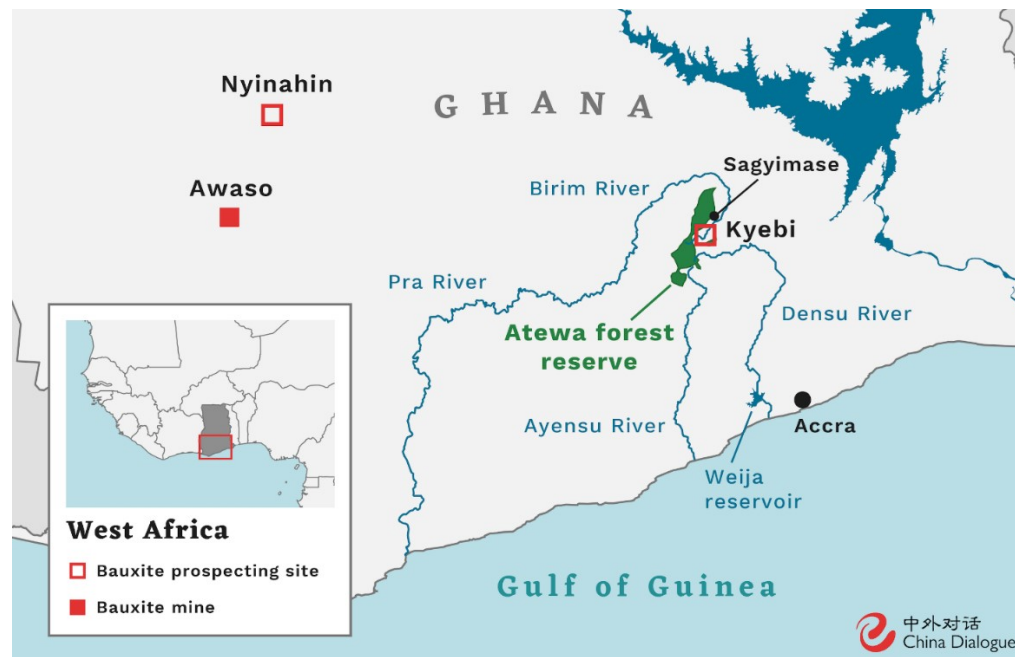 Nyinahin
GHANA
Sagyimase
Awaso
Birim River
Kyebi
Pra River
Densu River
Atewa forest
reserve
Ayensu River
Accra
Weija
reservoir
West Africa
Bauxite prospecting site
Bauxite mine
Gulf of Guinea
中外对话
China Dialogue